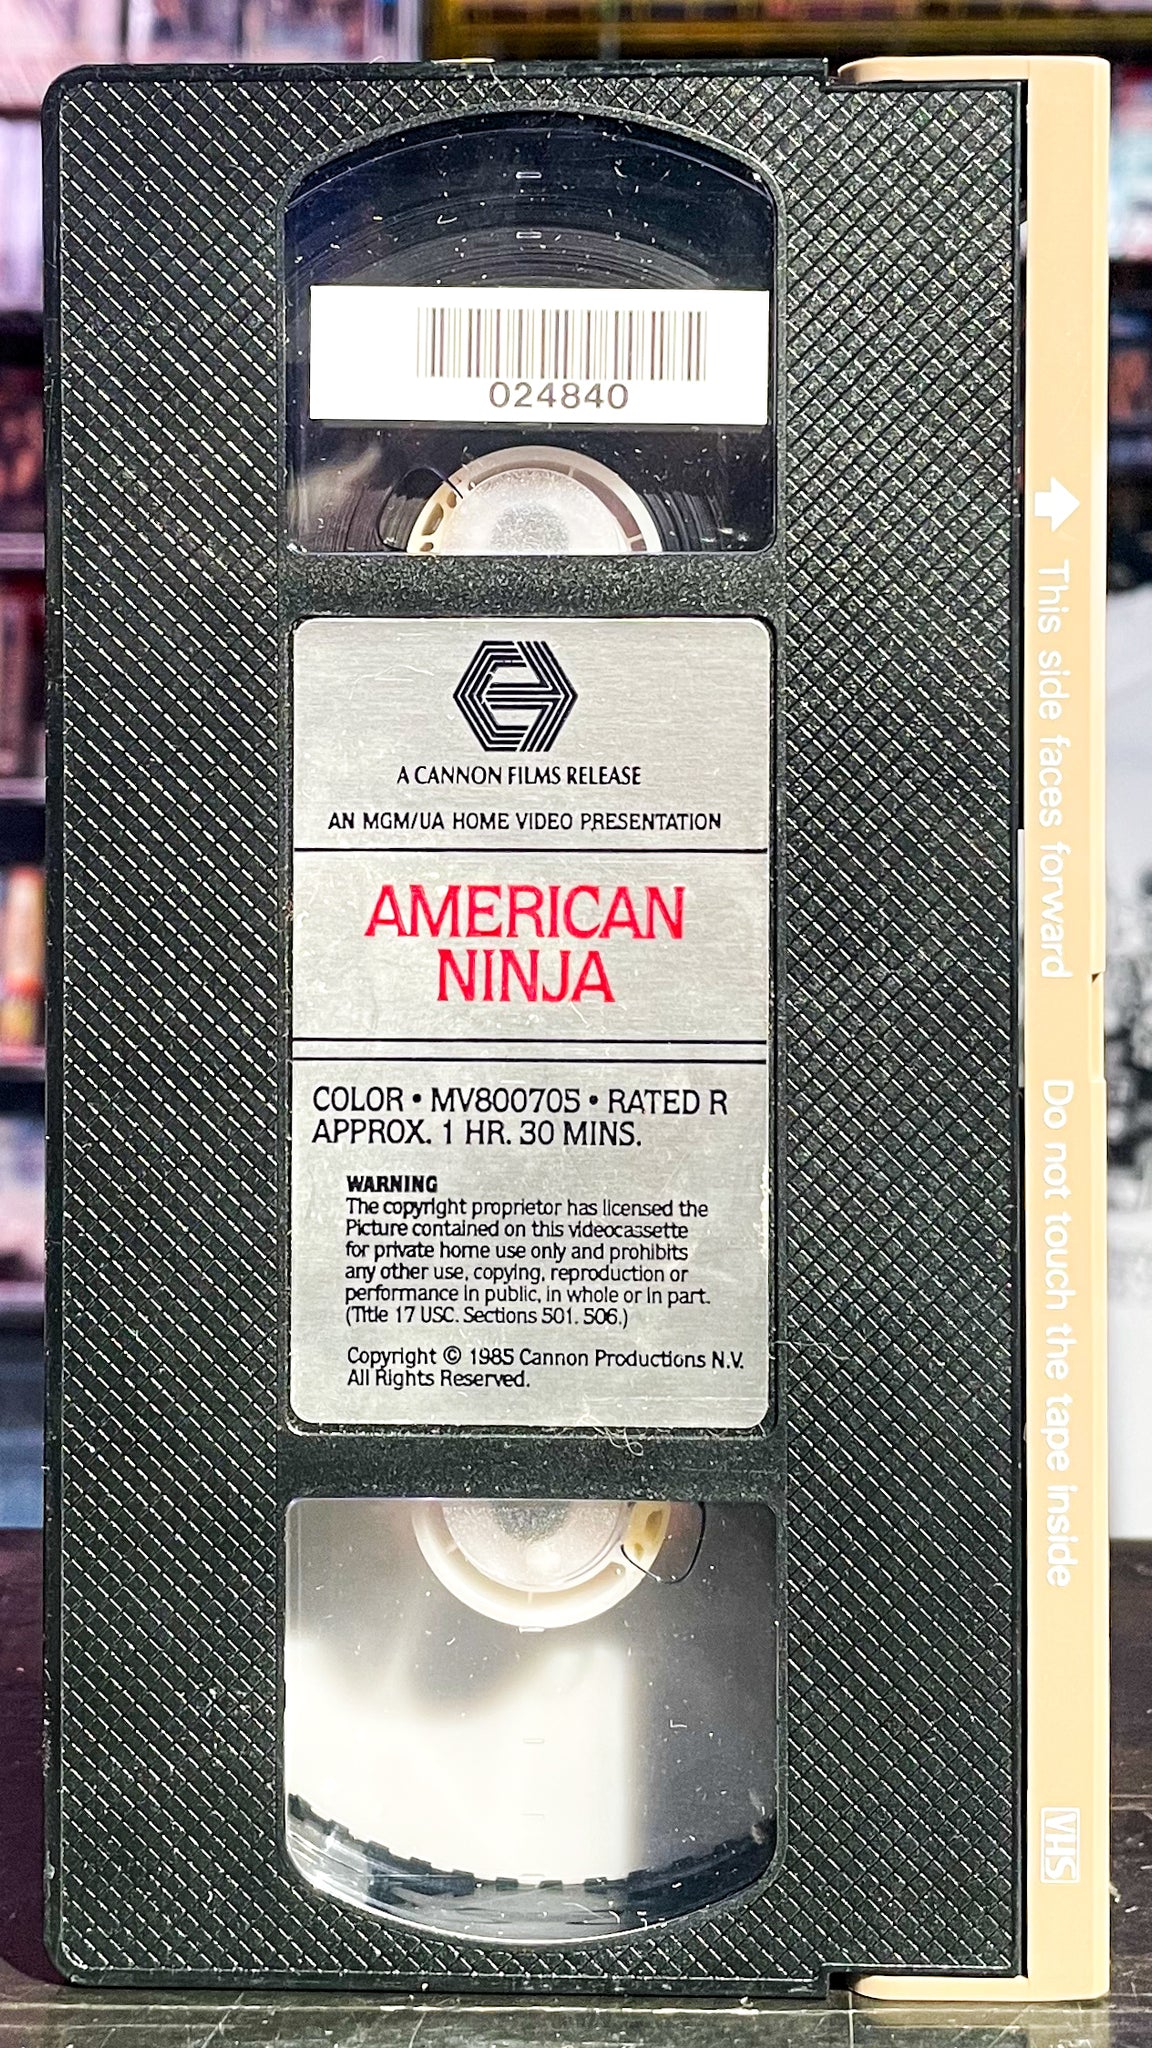 024840
A CANNON FILMS RELEASE
AN MGM/UA HOME VIDEO PRESENTATION
AMERICAN
NINJA
COLOR • MV800705 • RATED R
APPROX. 1 HR. 30 MINS.
WARNING
The copyright proprietor has licensed the
Picture contained on this videocassette
for private home use only and prohibits
any other use, copying, reproduction or
performance in public, in whole or in part.
(Title 17 USC. Sections 501. 506.)
Copyright © 1985 Cannon Productions N.V.
All Rights Reserved.
This side faces forward Do not touch the tape inside
VHS